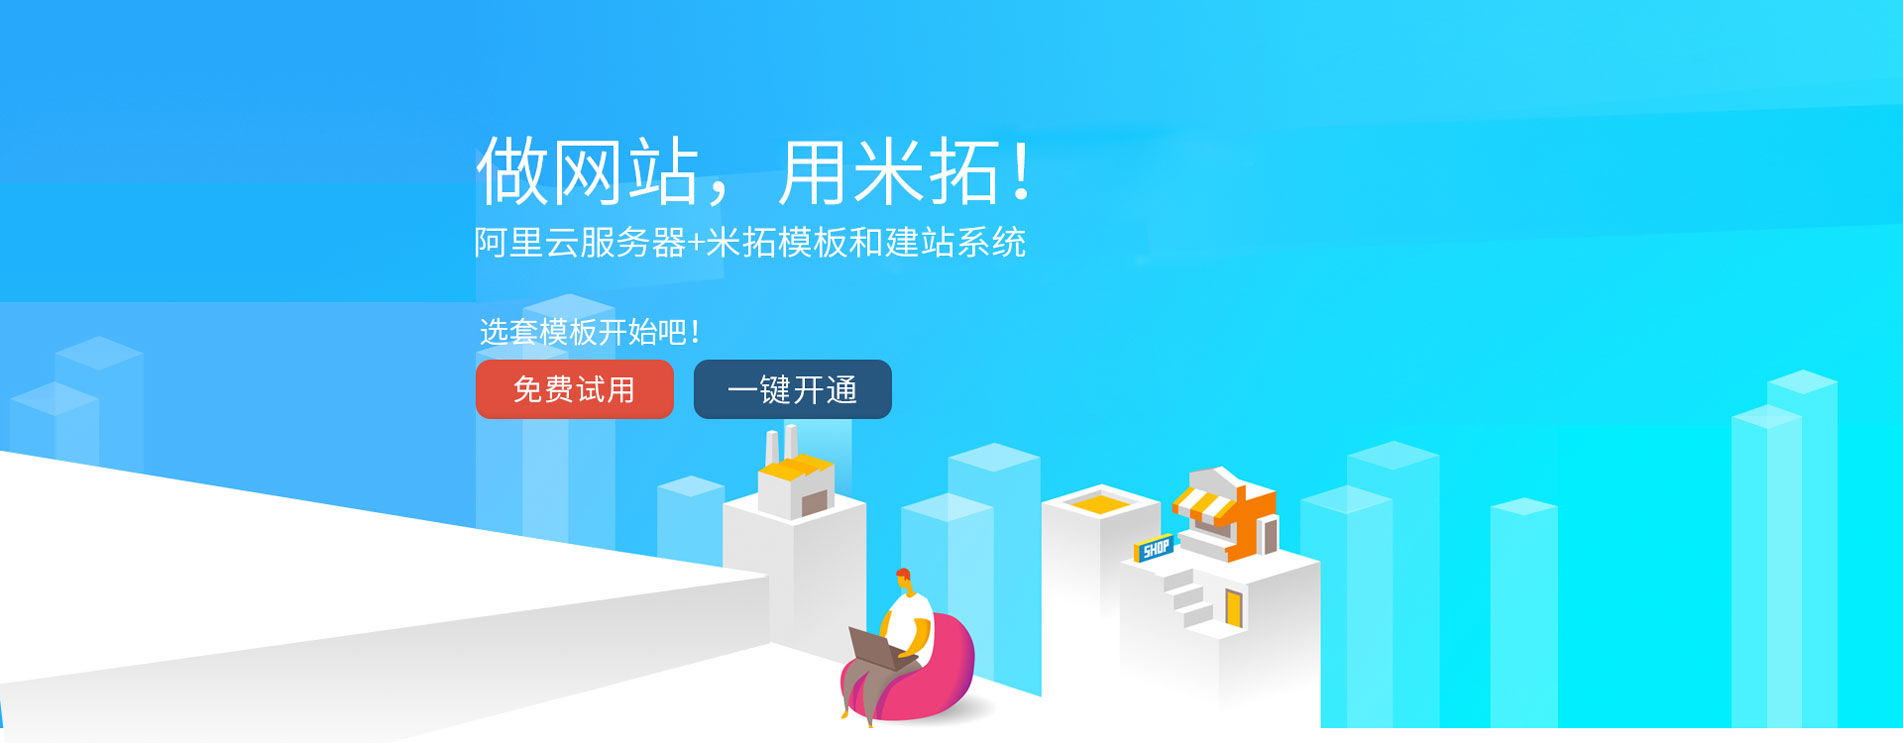 做网站，用米拓！
阿里云服务器+米拓模板和建站系统
选套模板开始吧！
免费试用
一键开通
SHOP